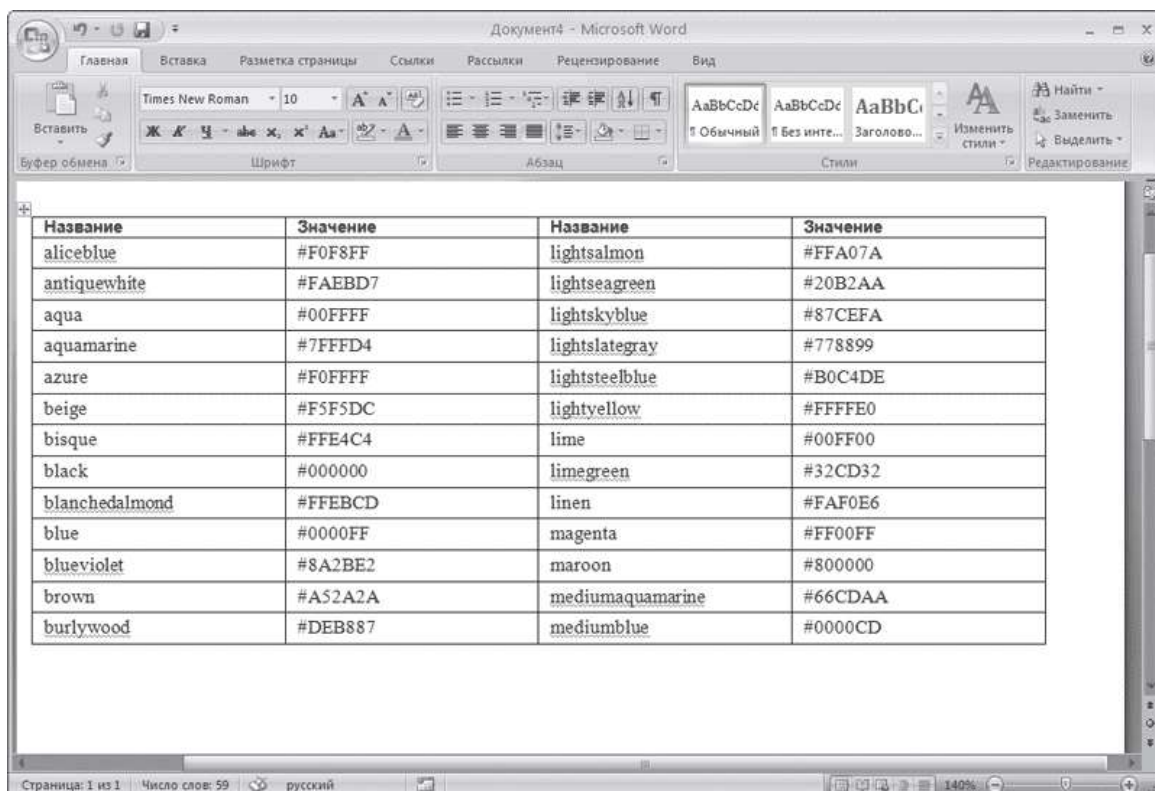 Документ4 - Microsoft Word
Главная Вставка Разметка страницы Ссылки Рассылки Рецензирование Вид
Times New Roman 10
Вставить
Ж К Ч abe x₂ x² Aa
AaBbCcDc AaBbCcDc AaBbC
¶ Обычный ¶ Без инте... Заголово...
Изменить стили
Найти
Заменить
Выделить
Буфер обмена Шрифт Абзац Стили Редактирование
Название Значение Название Значение
aliceblue #F0F8FF lightsalmon #FFA07A
antiquewhite #FAEBD7 lightseagreen #20B2AA
aqua #00FFFF lightskyblue #87CEFA
aquamarine #7FFFD4 lightslategray #778899
azure #F0FFFF lightsteelblue #B0C4DE
beige #F5F5DC lightyellow #FFFFE0
bisque #FFE4C4 lime #00FF00
black #000000 limegreen #32CD32
blanchedalmond #FFEBCD linen #FAF0E6
blue #0000FF magenta #FF00FF
blueviolet #8A2BE2 maroon #800000
brown #A52A2A mediumaquamarine #66CDAA
burlywood #DEB887 mediumblue #0000CD
Страница: 1 из 1 Число слов: 59 русский 140%